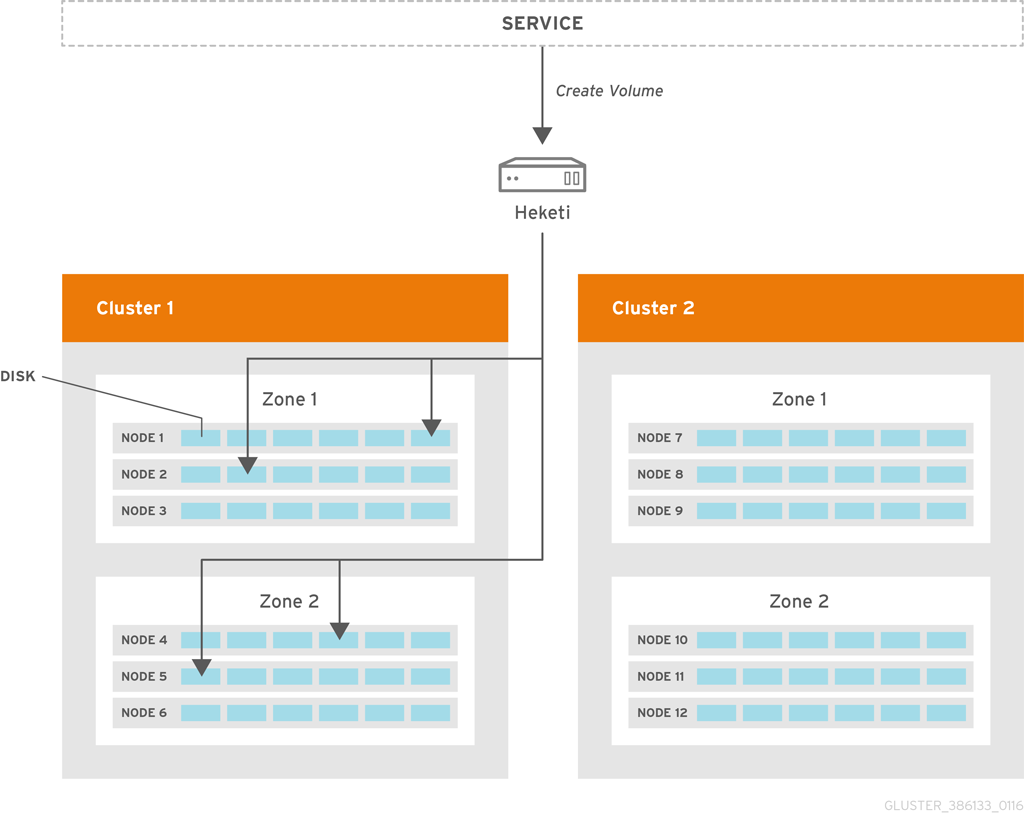 SERVICE
Create Volume
Heketi
Cluster 1
Cluster 2
DISK
Zone 1
NODE 1
NODE 2
NODE 3
Zone 2
NODE 4
NODE 5
NODE 6
Zone 1
NODE 7
NODE 8
NODE 9
Zone 2
NODE 10
NODE 11
NODE 12
GLUSTER_386133_0116